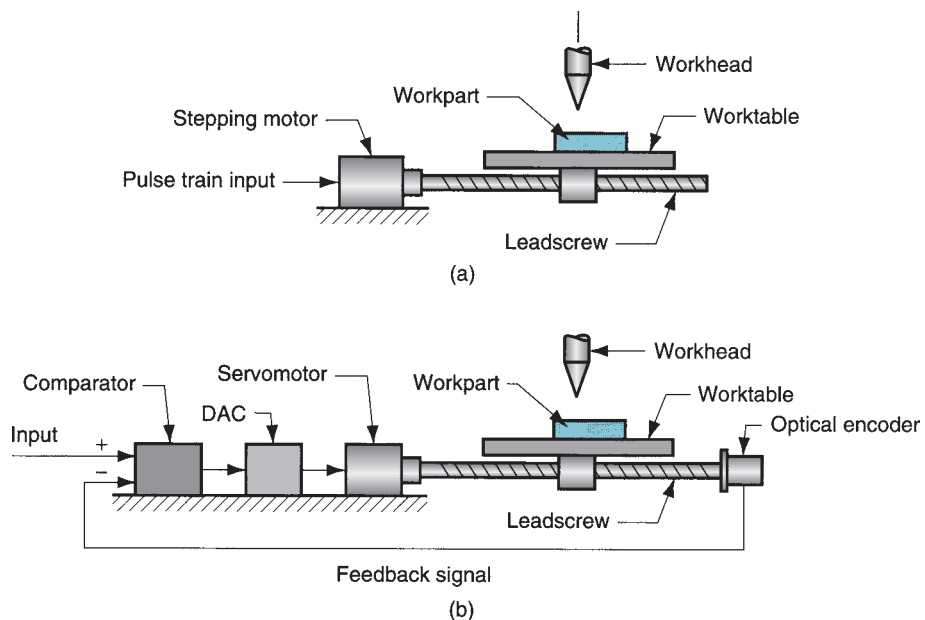 Workhead
Workpart
Worktable
Stepping motor
Pulse train input
Leadscrew
(a)
Workhead
Servomotor
Workpart
Comparator
Worktable
DAC
Optical encoder
Input
+
−
Leadscrew
Feedback signal
(b)